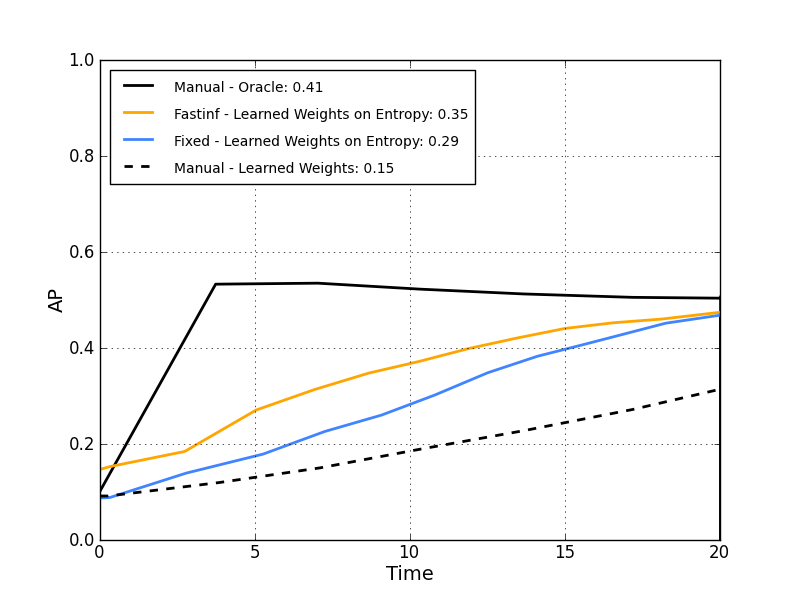 1.0
0.8
0.6
0.4
0.2
0.0
AP
Manual - Oracle: 0.41
Fastinf - Learned Weights on Entropy: 0.35
Fixed - Learned Weights on Entropy: 0.29
Manual - Learned Weights: 0.15
0 5 10 15 20
Time